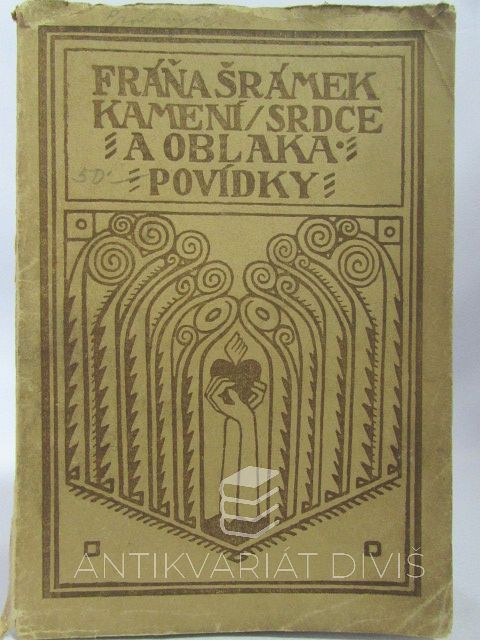 FRÁŇA ŠRÁMEK
KAMENÍ/SRDCE
A OBLAKA
50
POVÍDKY
ANTIKVARIÁT DIVIŠ